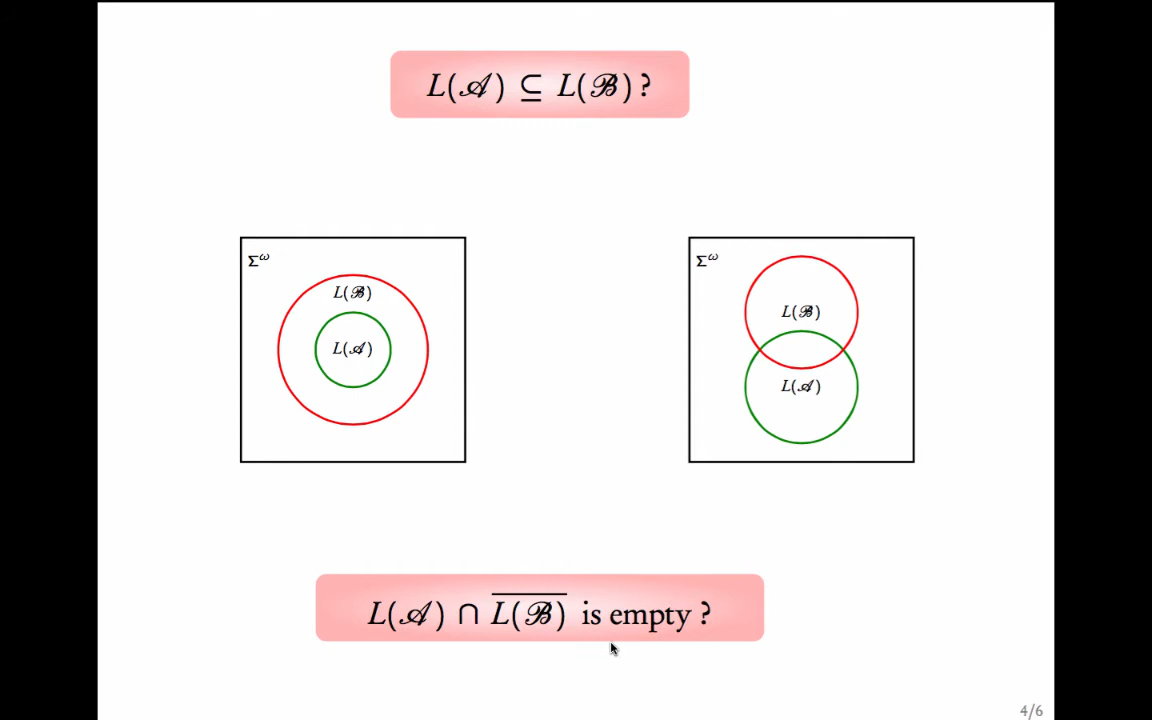 L(𝒜) ⊆ L(ℬ)?
Σ^ω
L(ℬ)
L(𝒜)
Σ^ω
L(ℬ)
L(𝒜)
L(𝒜) ∩ \overline{L(ℬ)} is empty ?
4/6